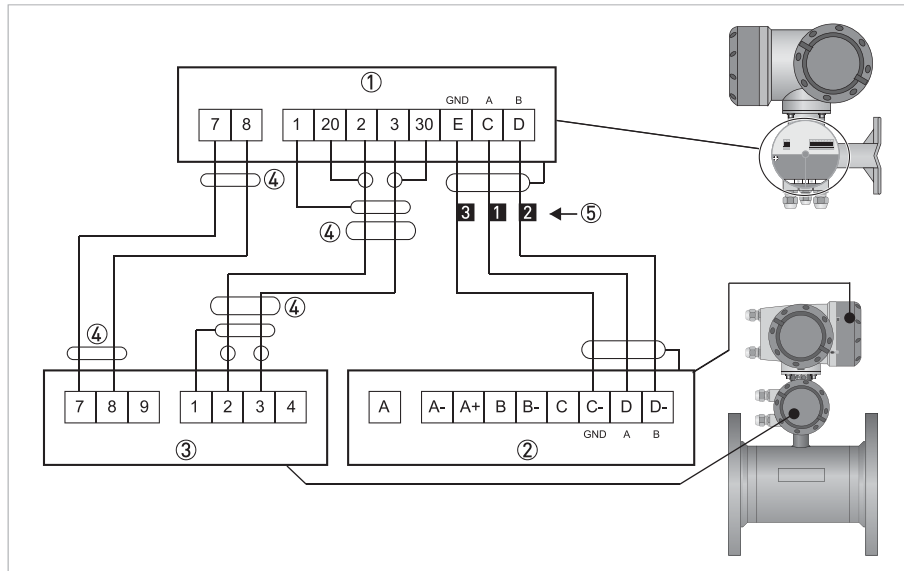 ①
GND A B
7 8 1 20 2 3 30 E C D
④
3 1 2 ⑤
④
④
④
7 8 9 1 2 3 4
A A- A+ B B- C C- D D-
GND A B
③
②